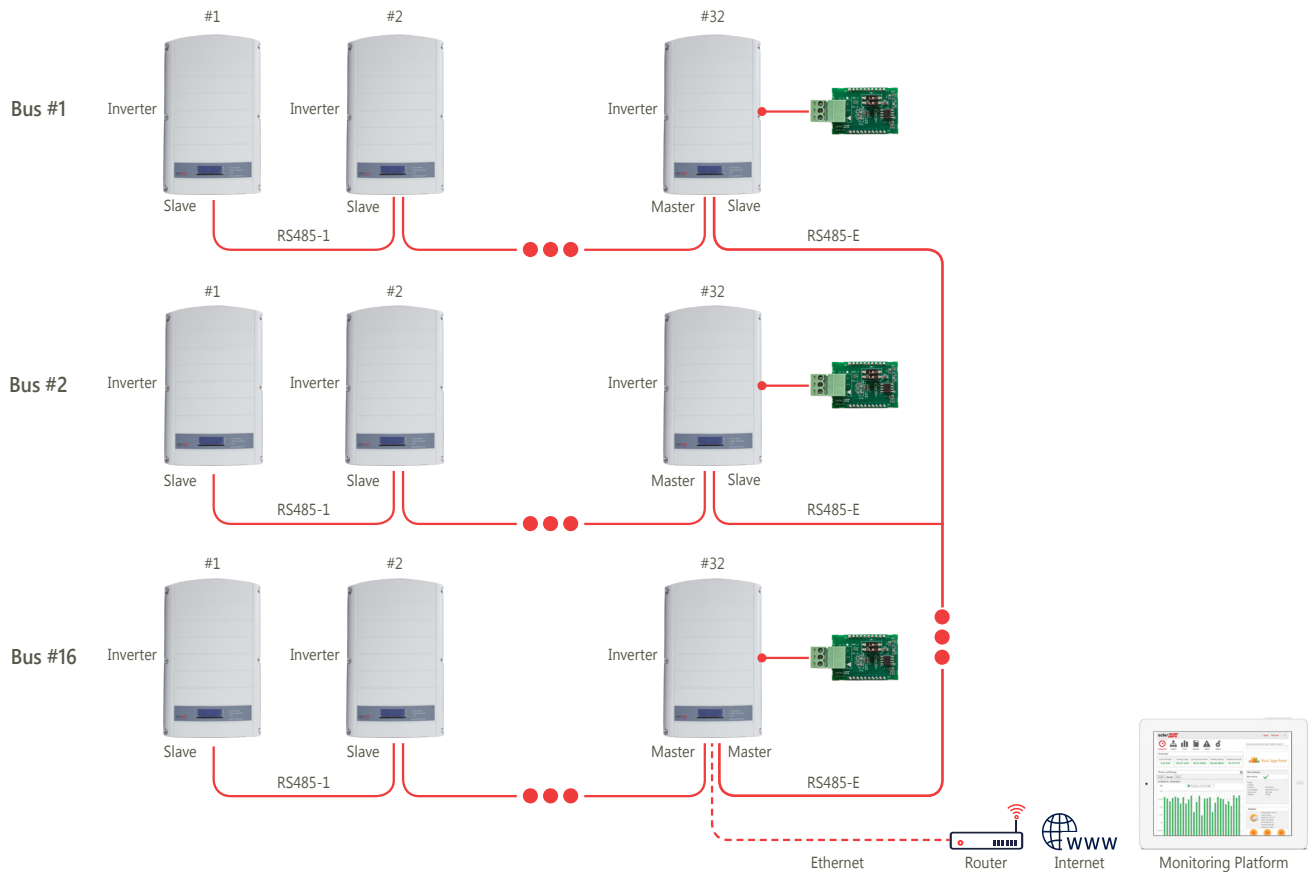 #1 #2 #32
Bus #1 Inverter Inverter Inverter
Slave Slave Master Slave
RS485-1 RS485-E
#1 #2 #32
Bus #2 Inverter Inverter Inverter
Slave Slave Master Slave
RS485-1 RS485-E
#1 #2 #32
Bus #16 Inverter Inverter Inverter
Slave Slave Master Master
RS485-1 RS485-E
solar
www
Ethernet Router Internet Monitoring Platform